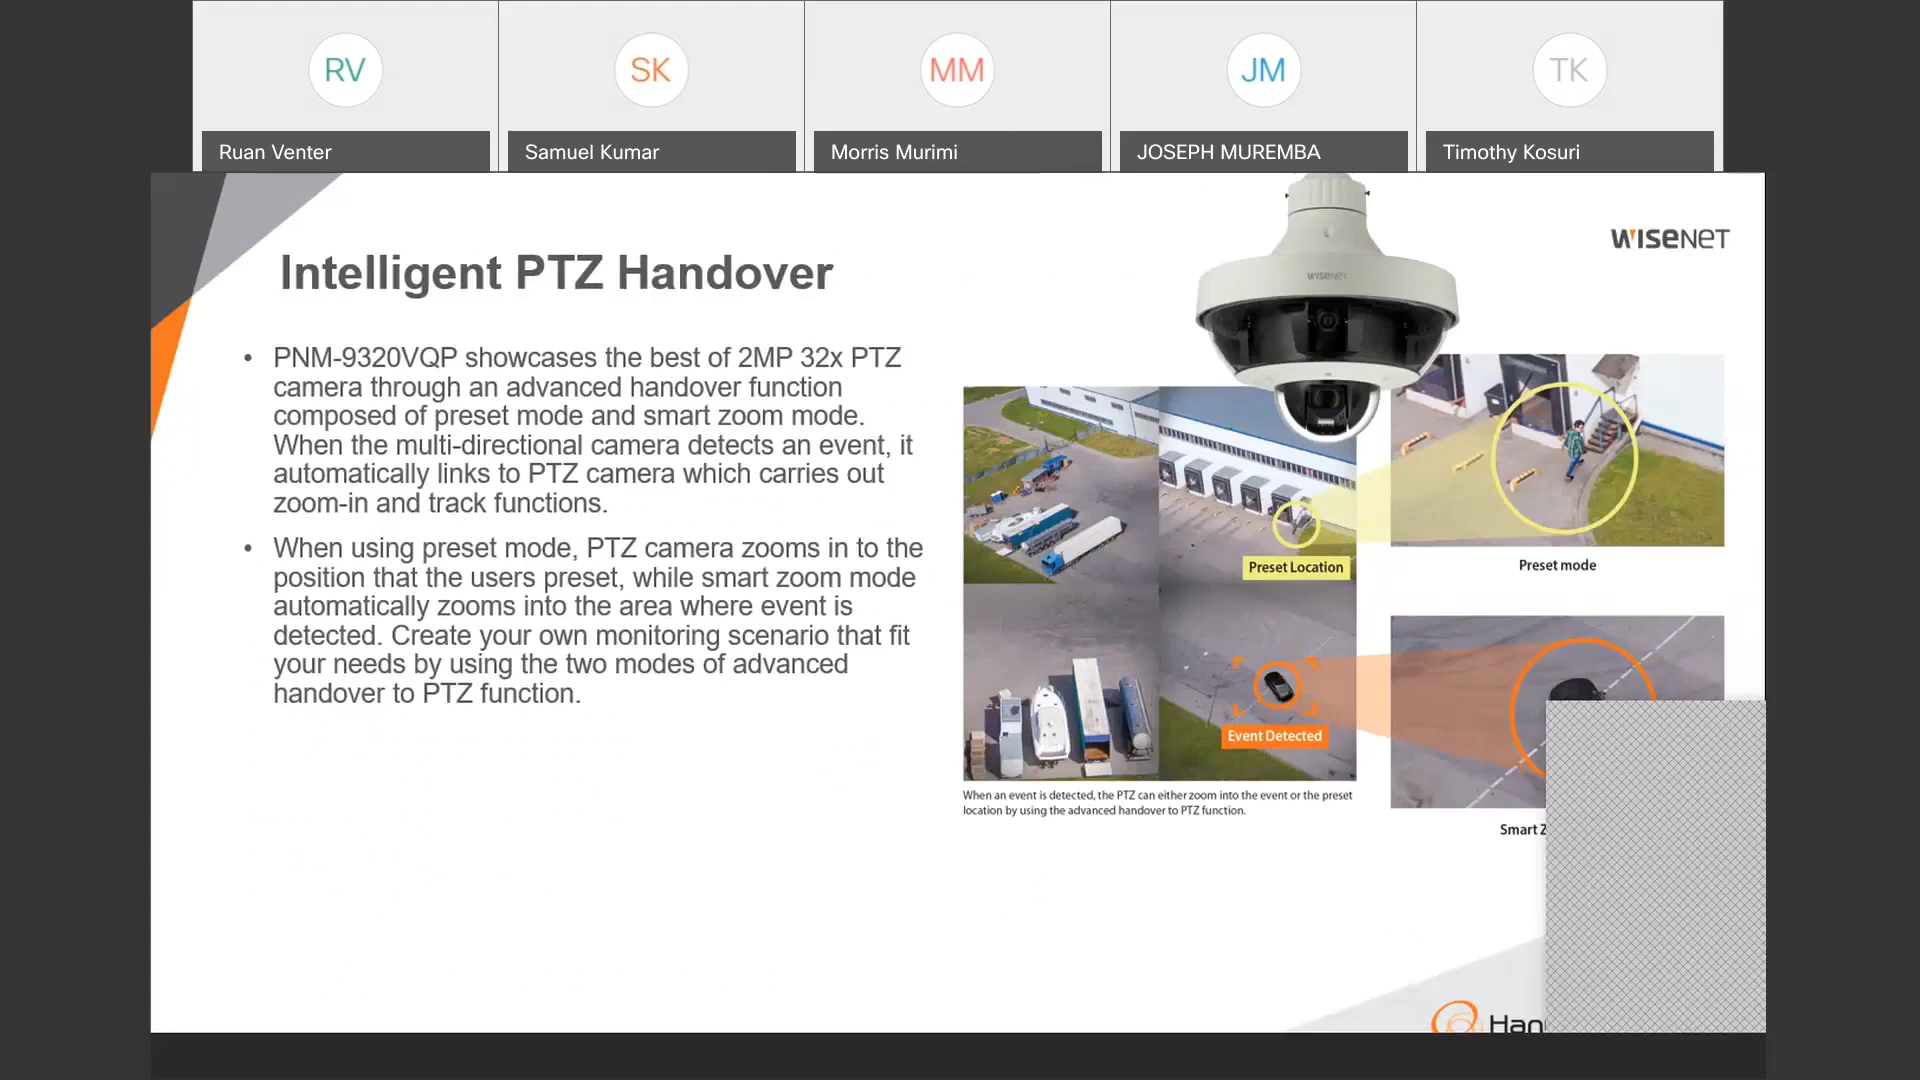 RV
SK
MM
JM
TK
Ruan Venter
Samuel Kumar
Morris Murimi
JOSEPH MUREMBA
Timothy Kosuri
WISENET
WISENET
Intelligent PTZ Handover
• PNM-9320VQP showcases the best of 2MP 32x PTZ
camera through an advanced handover function
composed of preset mode and smart zoom mode.
When the multi-directional camera detects an event, it
automatically links to PTZ camera which carries out
zoom-in and track functions.
• When using preset mode, PTZ camera zooms in to the
position that the users preset, while smart zoom mode
automatically zooms into the area where event is
detected. Create your own monitoring scenario that fit
your needs by using the two modes of advanced
handover to PTZ function.
Preset Location
Preset mode
Event Detected
When an event is detected, the PTZ can either zoom into the event or the preset
location by using the advanced handover to PTZ function.
Smart Z
Han